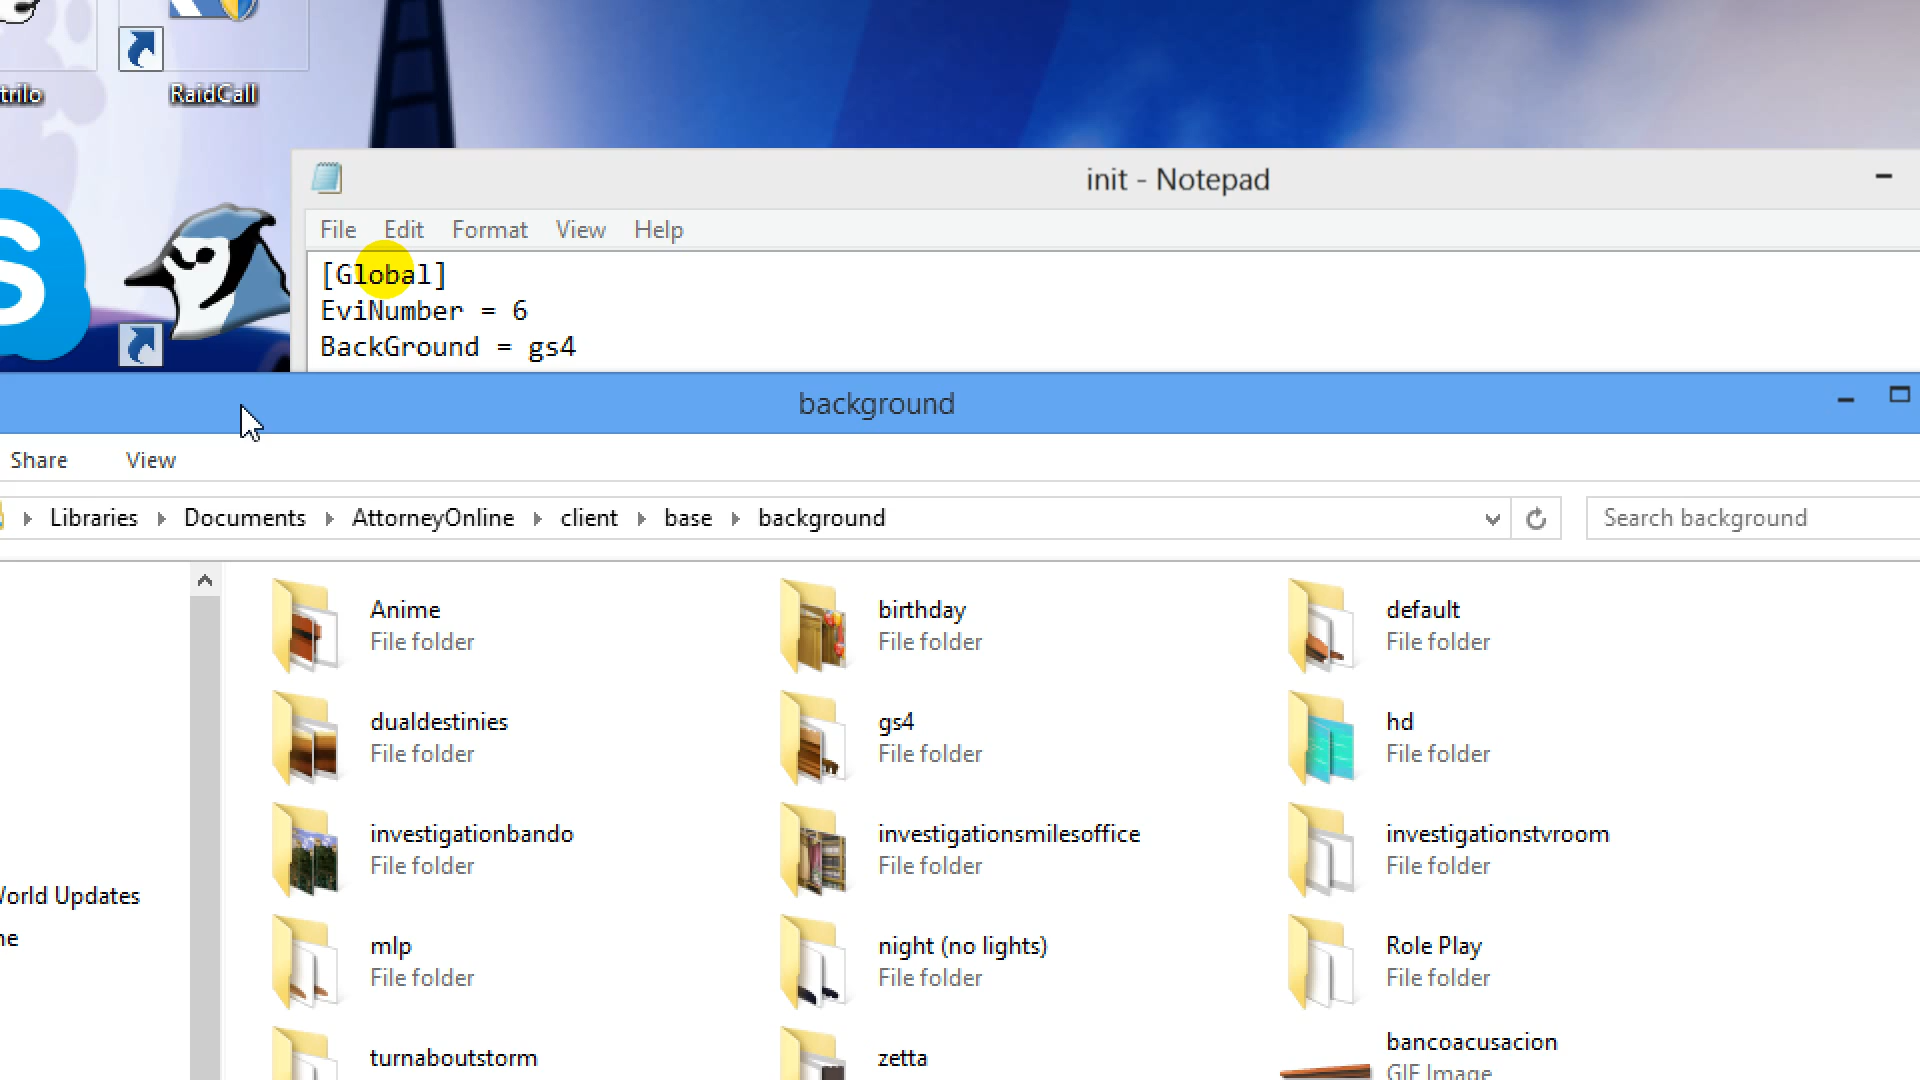 trilo
RaidCall
init - Notepad
File Edit Format View Help
[Global]
EviNumber = 6
BackGround = gs4
background
Share View
Libraries Documents AttorneyOnline client base background
Search background
Anime
File folder
birthday
File folder
default
File folder
dualdestinies
File folder
gs4
File folder
hd
File folder
investigationbando
File folder
investigationsmilesoffice
File folder
investigationstvroom
File folder
World Updates
ne
mlp
File folder
night (no lights)
File folder
Role Play
File folder
turnaboutstorm
zetta
bancoacusacion
GIF Image